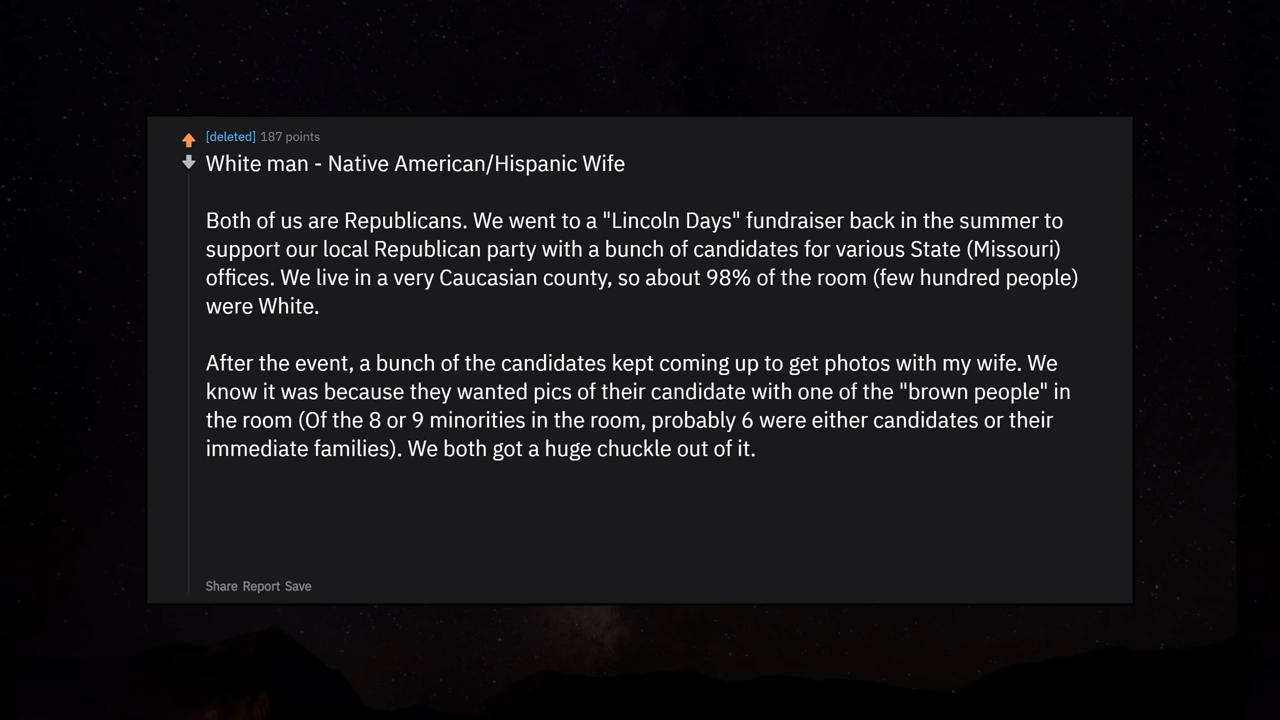 [deleted] 187 points
White man - Native American/Hispanic Wife
Both of us are Republicans. We went to a "Lincoln Days" fundraiser back in the summer to
support our local Republican party with a bunch of candidates for various State (Missouri)
offices. We live in a very Caucasian county, so about 98% of the room (few hundred people)
were White.
After the event, a bunch of the candidates kept coming up to get photos with my wife. We
know it was because they wanted pics of their candidate with one of the "brown people" in
the room (Of the 8 or 9 minorities in the room, probably 6 were either candidates or their
immediate families). We both got a huge chuckle out of it.
Share Report Save